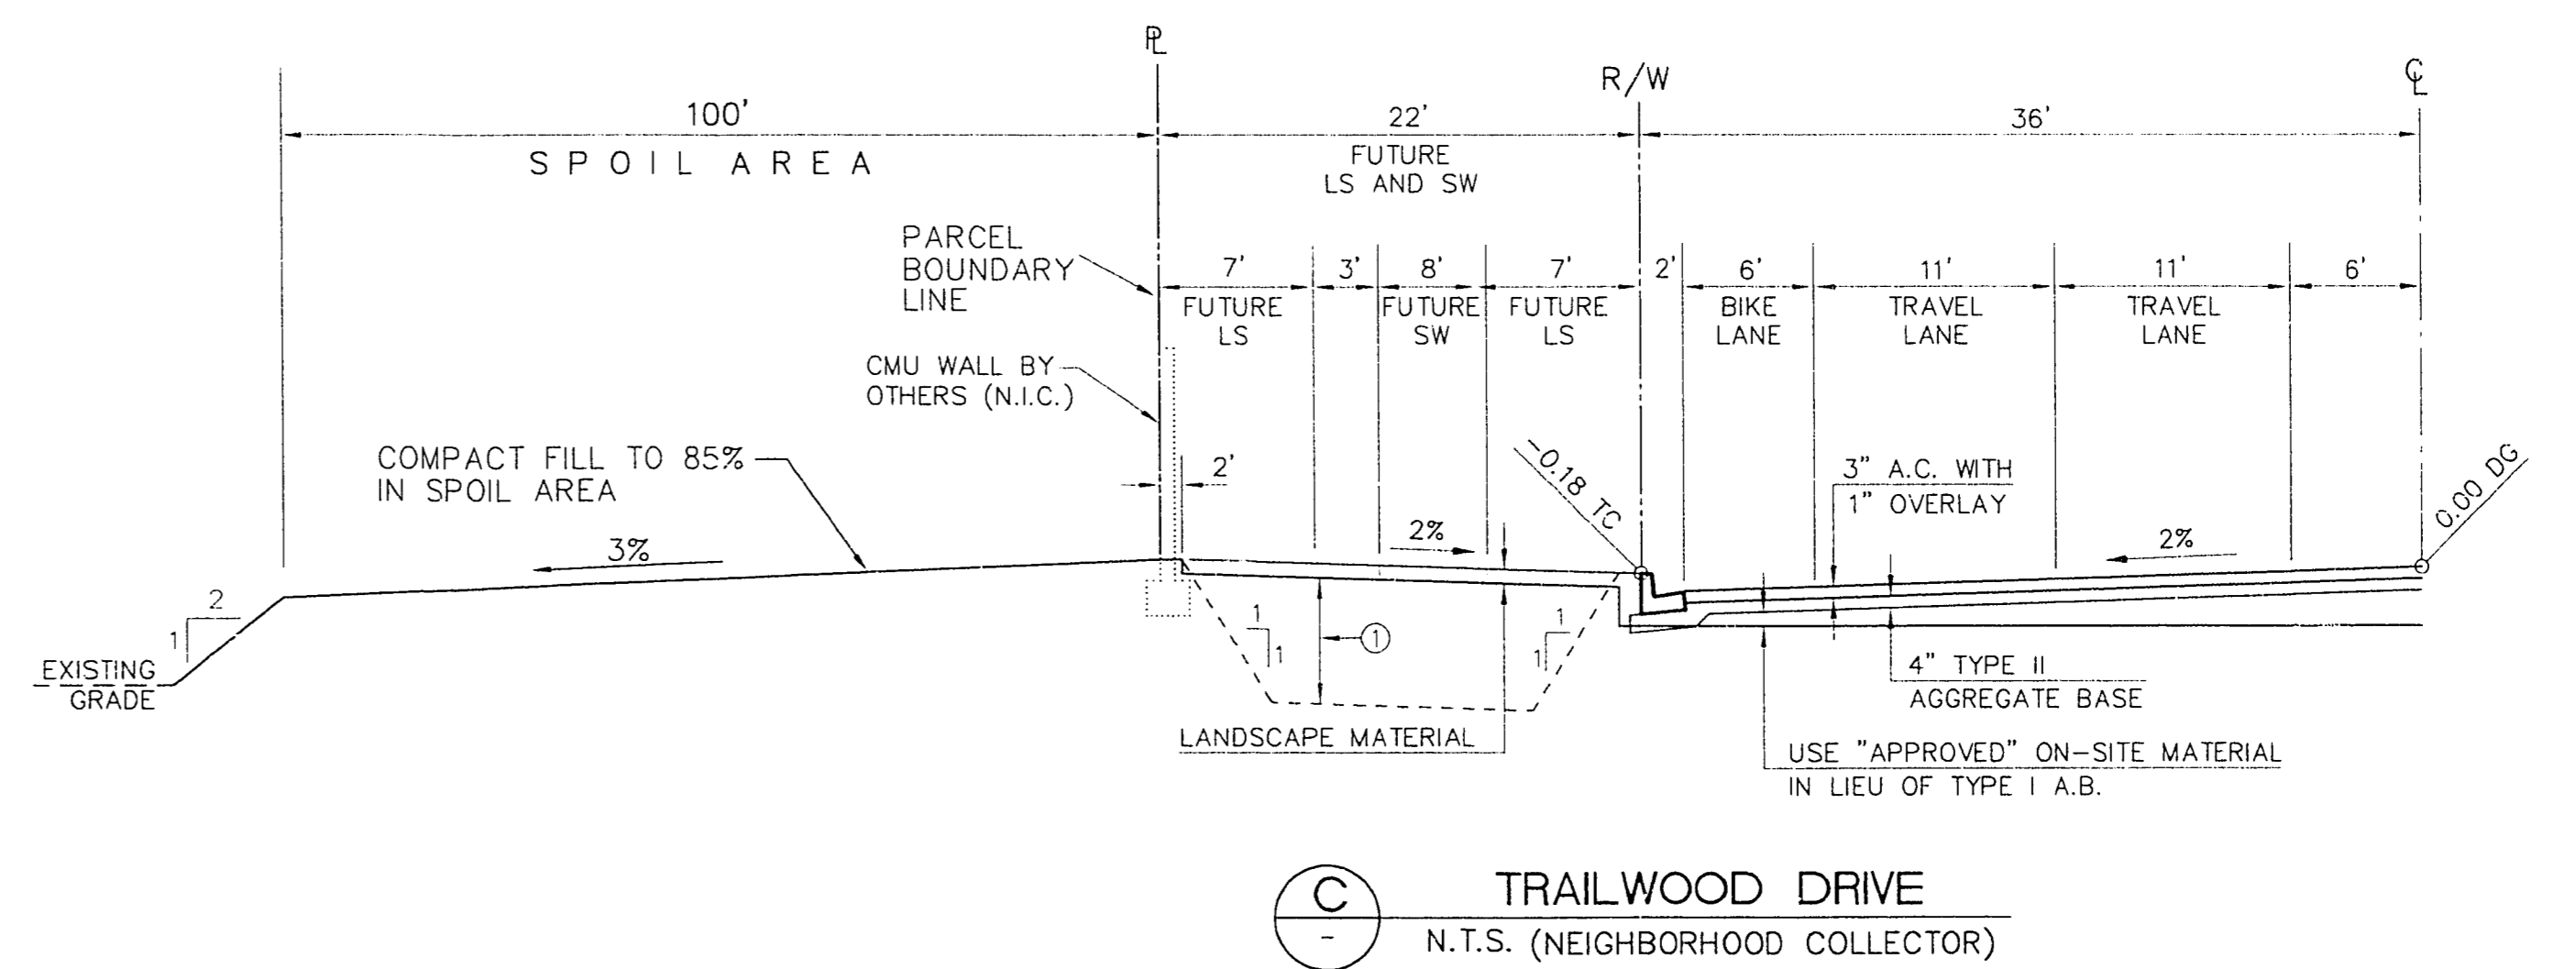 PL
R/W
CL
100'
22'
36'
SPOIL AREA
FUTURE
LS AND SW
PARCEL
BOUNDARY
LINE
7'
3'
8'
7'
2'
6'
11'
11'
6'
FUTURE
LS
FUTURE
SW
FUTURE
LS
BIKE
LANE
TRAVEL
LANE
TRAVEL
LANE
CMU WALL BY
OTHERS (N.I.C.)
COMPACT FILL TO 85%
IN SPOIL AREA
2'
-0.18 TC
3" A.C. WITH
1" OVERLAY
0.00 DG
3%
2%
2%
2
1
1
1
1
1
1
EXISTING
GRADE
4" TYPE II
AGGREGATE BASE
LANDSCAPE MATERIAL
USE "APPROVED" ON-SITE MATERIAL
IN LIEU OF TYPE I A.B.
C
-
TRAILWOOD DRIVE
N.T.S. (NEIGHBORHOOD COLLECTOR)